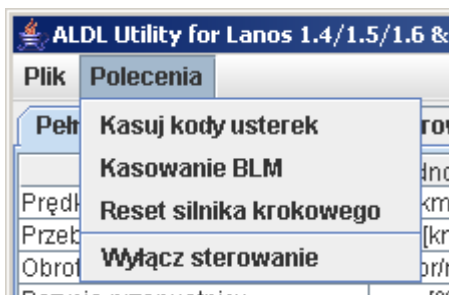 ALDL Utility for Lanos 1.4/1.5/1.6 &
Plik Polecenia
Kasuj kody usterek
Kasowanie BLM
Reset silnika krokowego
Wyłącz sterowanie